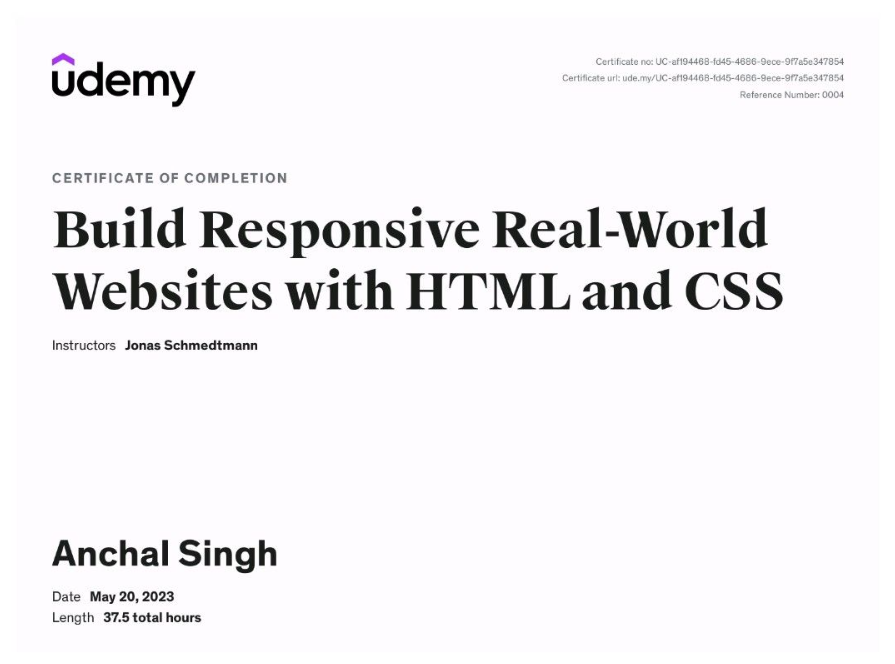 udemy
Certificate no: UC-af194468-fd45-4686-9ece-9f7a5e347854
Certificate url: ude.my/UC-af194468-fd45-4686-9ece-9f7a5e347854
Reference Number: 0004
CERTIFICATE OF COMPLETION
Build Responsive Real-World
Websites with HTML and CSS
Instructors Jonas Schmedtmann
Anchal Singh
Date May 20, 2023
Length 37.5 total hours